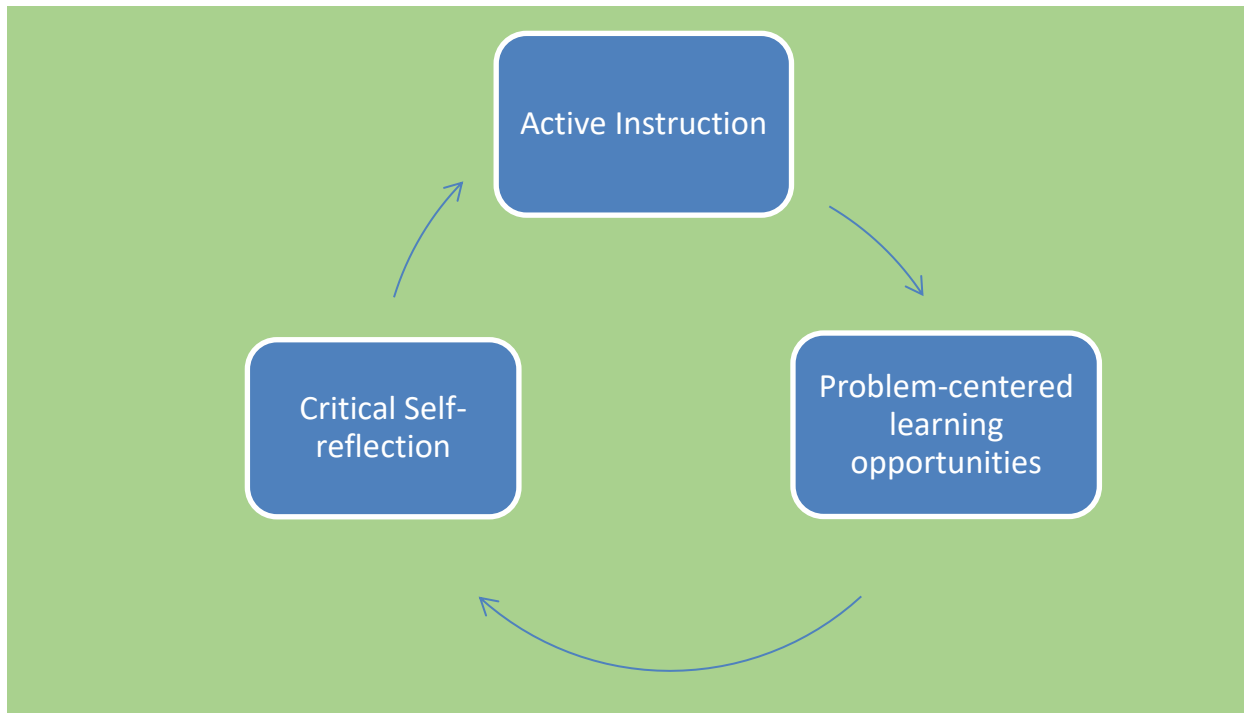 Active Instruction
Problem-centered
learning
opportunities
Critical Self-
reflection